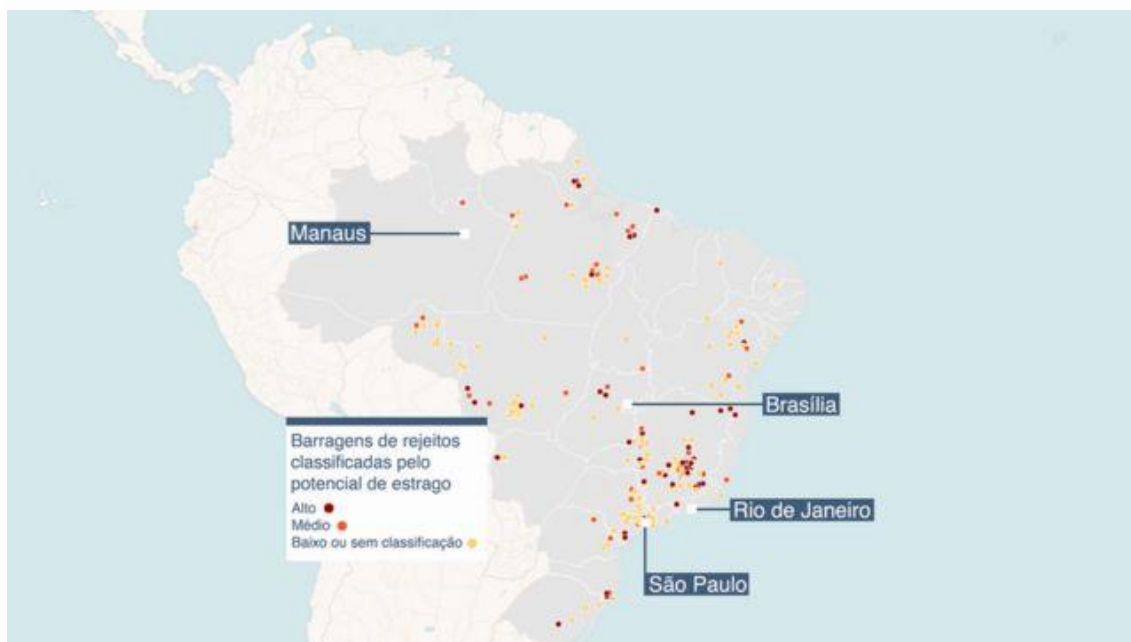 Manaus
Brasília
Barragens de rejeitos
classificadas pelo
potencial de estrago
Alto
Médio
Baixo ou sem classificação
Rio de Janeiro
São Paulo